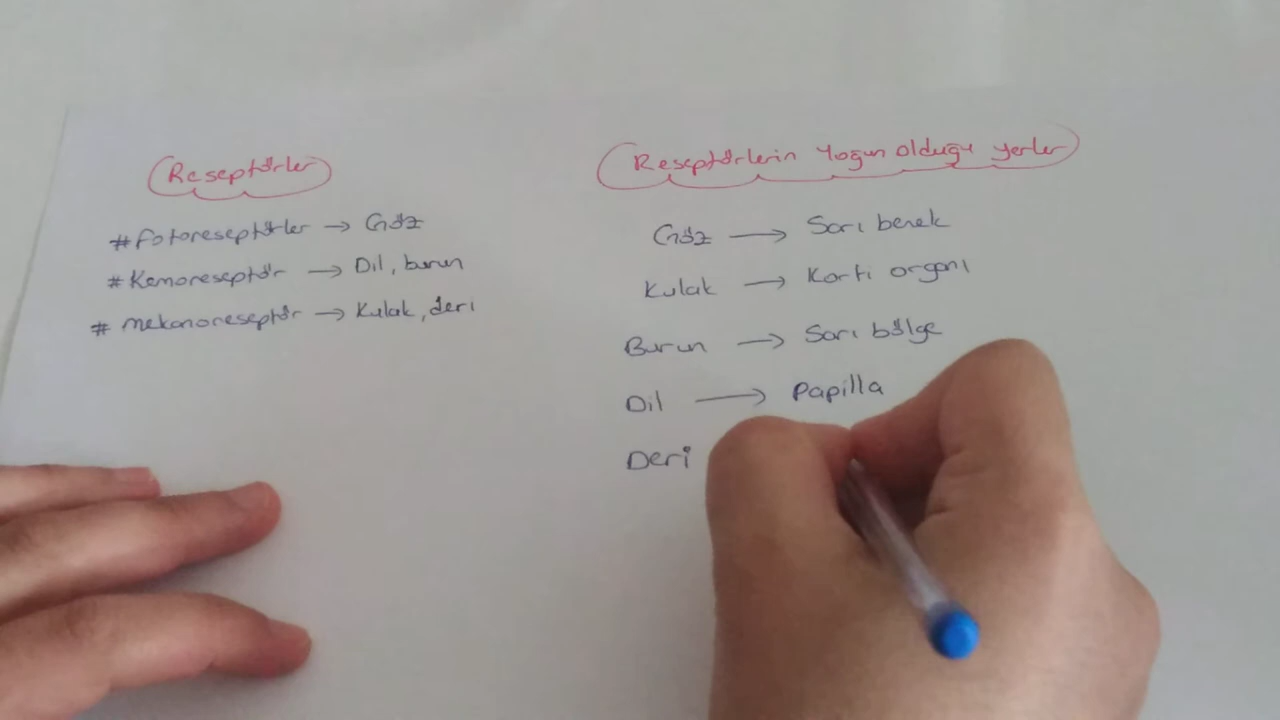 Reseptörler
#fotoreseptörler → Göz
#Kemoreseptör → Dil, burun
# mekanoreseptör → Kulak, deri
Reseptörlerin Yoğun olduğu yerler
Göz → Sarı benek
Kulak → Korti organı
Burun → Sarı bölge
Dil → Papilla
Deri